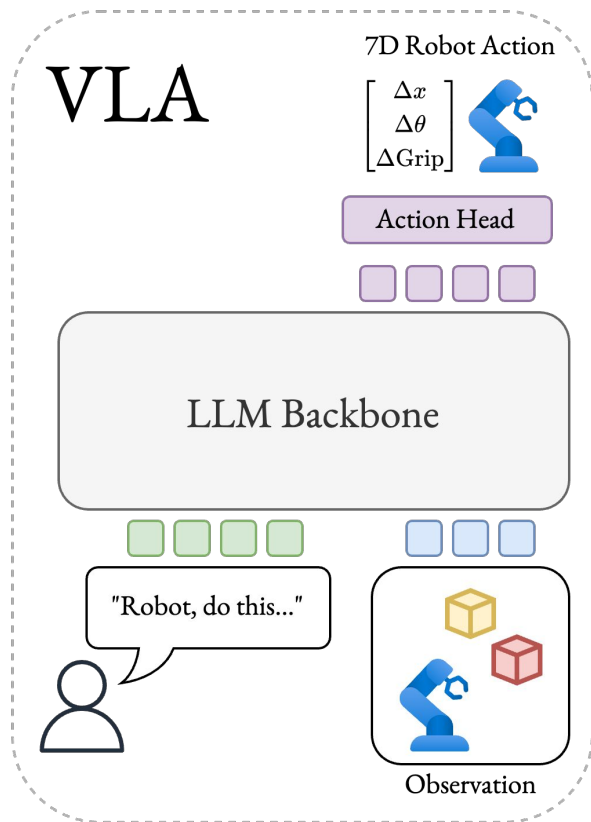 7D Robot Action
VLA
Δx
Δθ
ΔGrip
Action Head
LLM Backbone
"Robot, do this..."
Observation